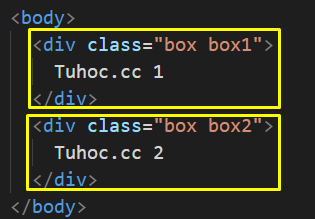 <body>
<div class="box box1">
Tuhoc.cc 1
</div>
<div class="box box2">
Tuhoc.cc 2
</div>
</body>